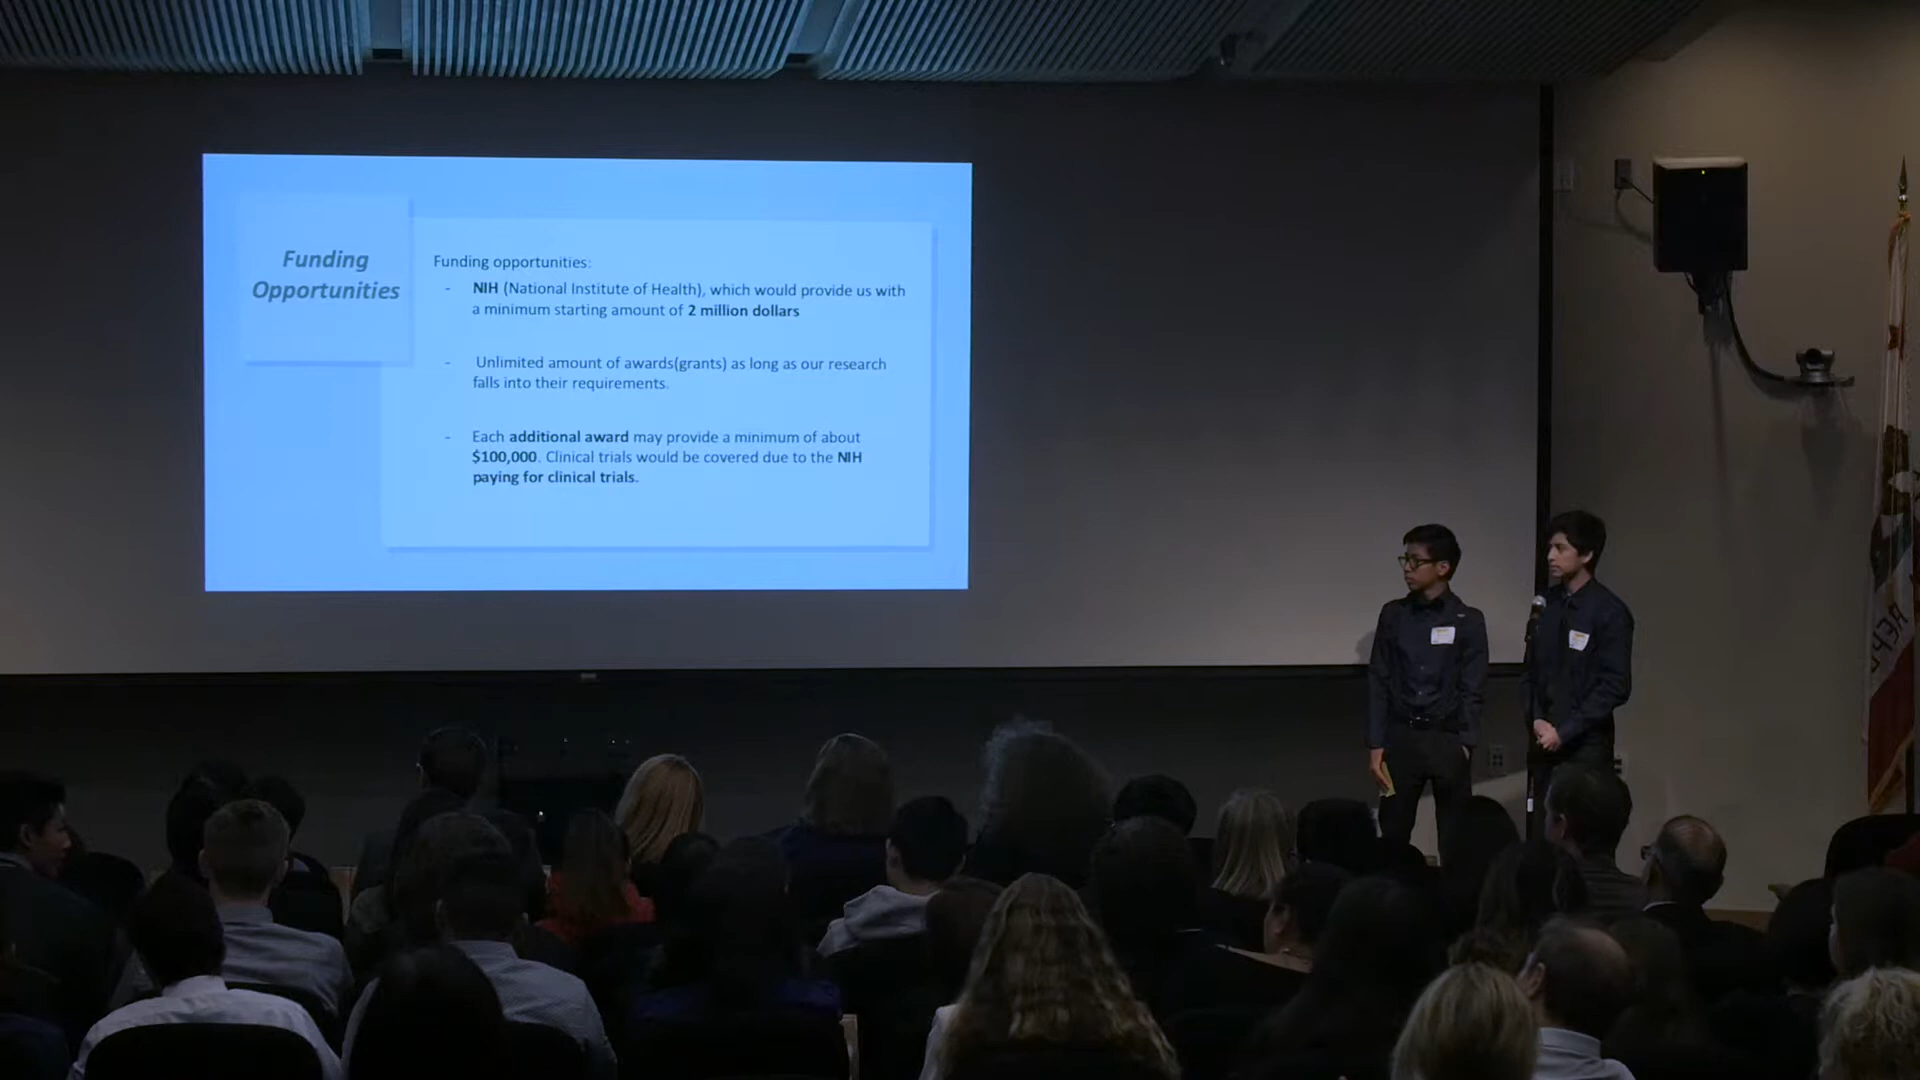 Funding
Opportunities
Funding opportunities:
- NIH (National Institute of Health), which would provide us with
a minimum starting amount of 2 million dollars
- Unlimited amount of awards(grants) as long as our research
falls into their requirements.
- Each additional award may provide a minimum of about
$100,000. Clinical trials would be covered due to the NIH
paying for clinical trials.